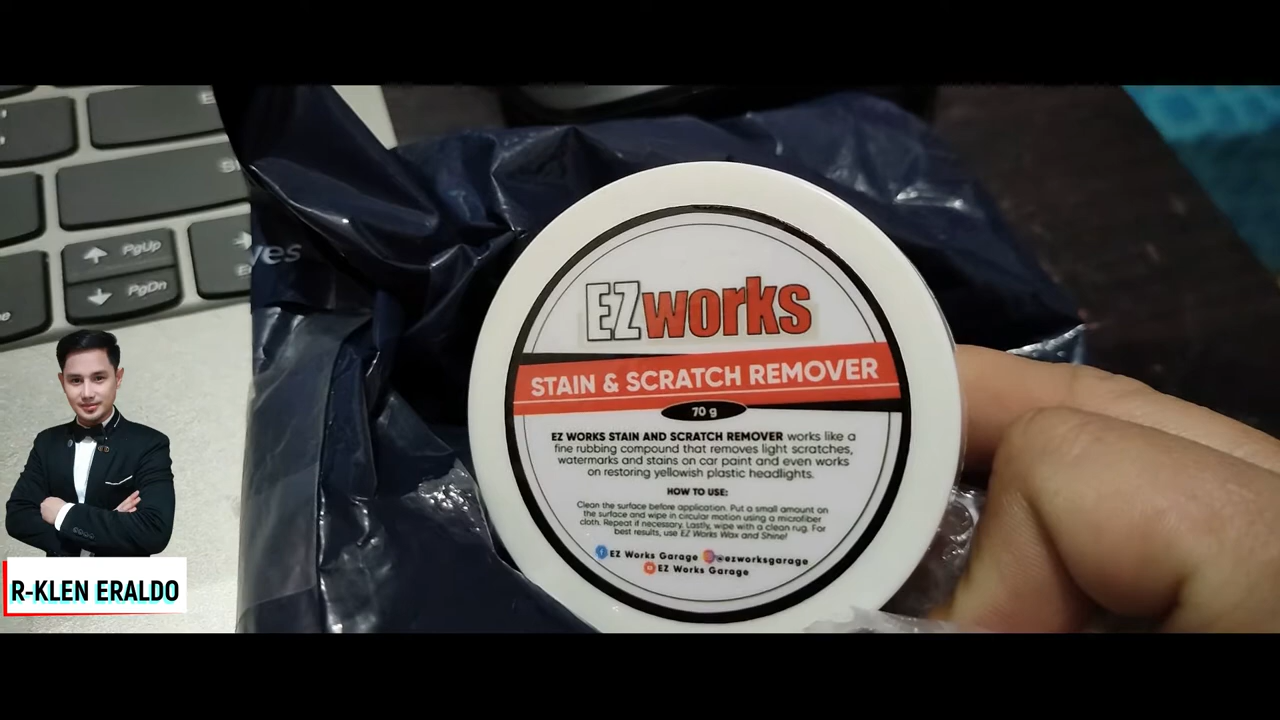 PgUp
PgDn
ves
EZworks
STAIN & SCRATCH REMOVER
70 g
EZ WORKS STAIN AND SCRATCH REMOVER works like a
fine rubbing compound that removes light scratches,
watermarks and stains on car paint and even works
on restoring yellowish plastic headlights.
HOW TO USE:
Clean the surface before application. Put a small amount on
the surface and wipe in circular motion using a microfiber
cloth. Repeat if necessary. Lastly, wipe with a clean rug. For
best results, use EZ Works Wax and Shine!
EZ Works Garage @ezworksgarage
EZ Works Garage
R-KLEN ERALDO